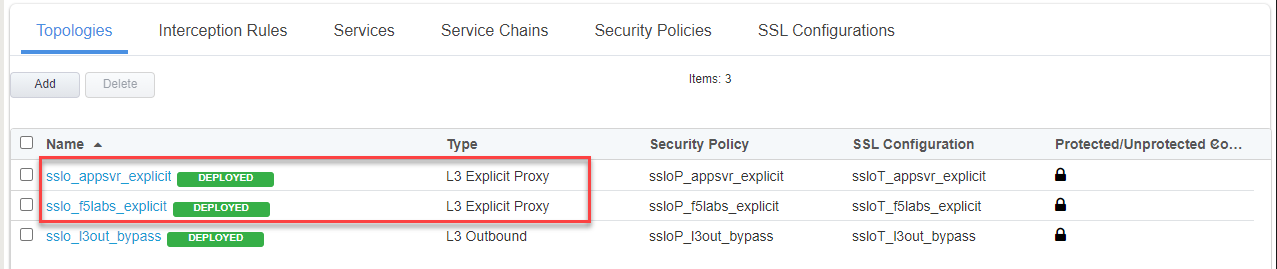 Topologies Interception Rules Services Service Chains Security Policies SSL Configurations
Add Delete Items: 3
Name Type Security Policy SSL Configuration Protected/Unprotected Co...
sslo_appsvr_explicit DEPLOYED L3 Explicit Proxy ssloP_appsvr_explicit ssloT_appsvr_explicit
sslo_f5labs_explicit DEPLOYED L3 Explicit Proxy ssloP_f5labs_explicit ssloT_f5labs_explicit
sslo_l3out_bypass DEPLOYED L3 Outbound ssloP_l3out_bypass ssloT_l3out_bypass